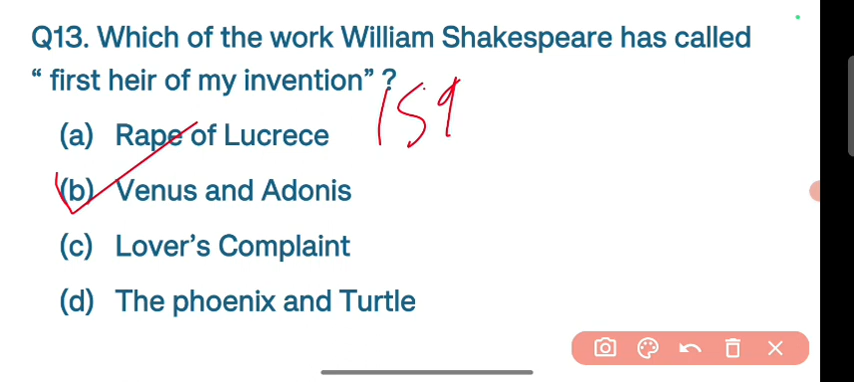 Q13. Which of the work William Shakespeare has called
“ first heir of my invention” ?
159
(a) Rape of Lucrece
(b) Venus and Adonis
(c) Lover’s Complaint
(d) The phoenix and Turtle